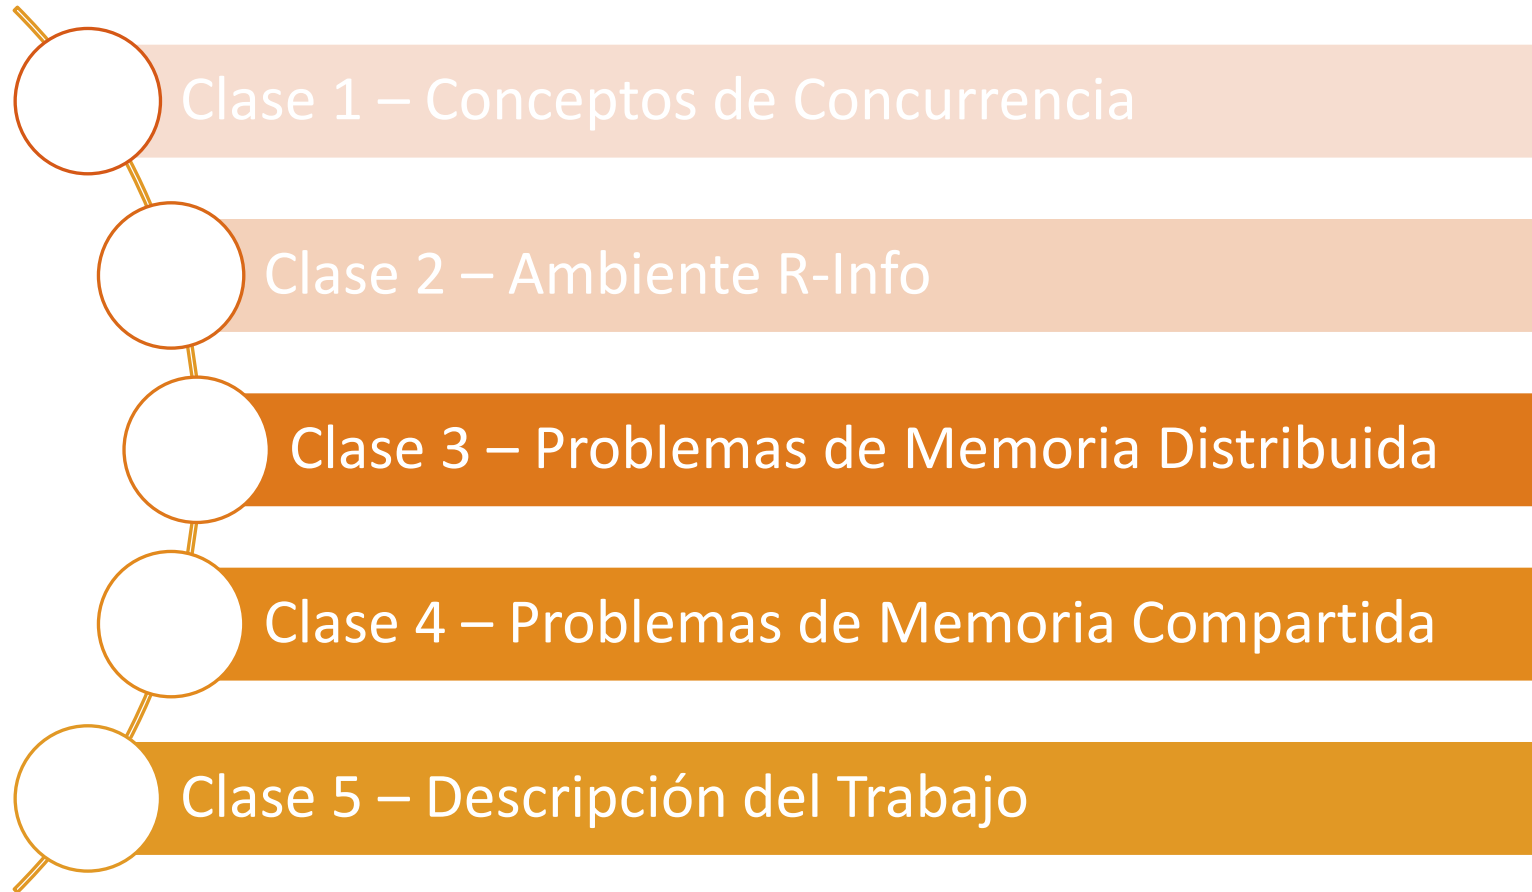 Clase 1 – Conceptos de Concurrencia
Clase 2 – Ambiente R-Info
Clase 3 – Problemas de Memoria Distribuida
Clase 4 – Problemas de Memoria Compartida
Clase 5 – Descripción del Trabajo